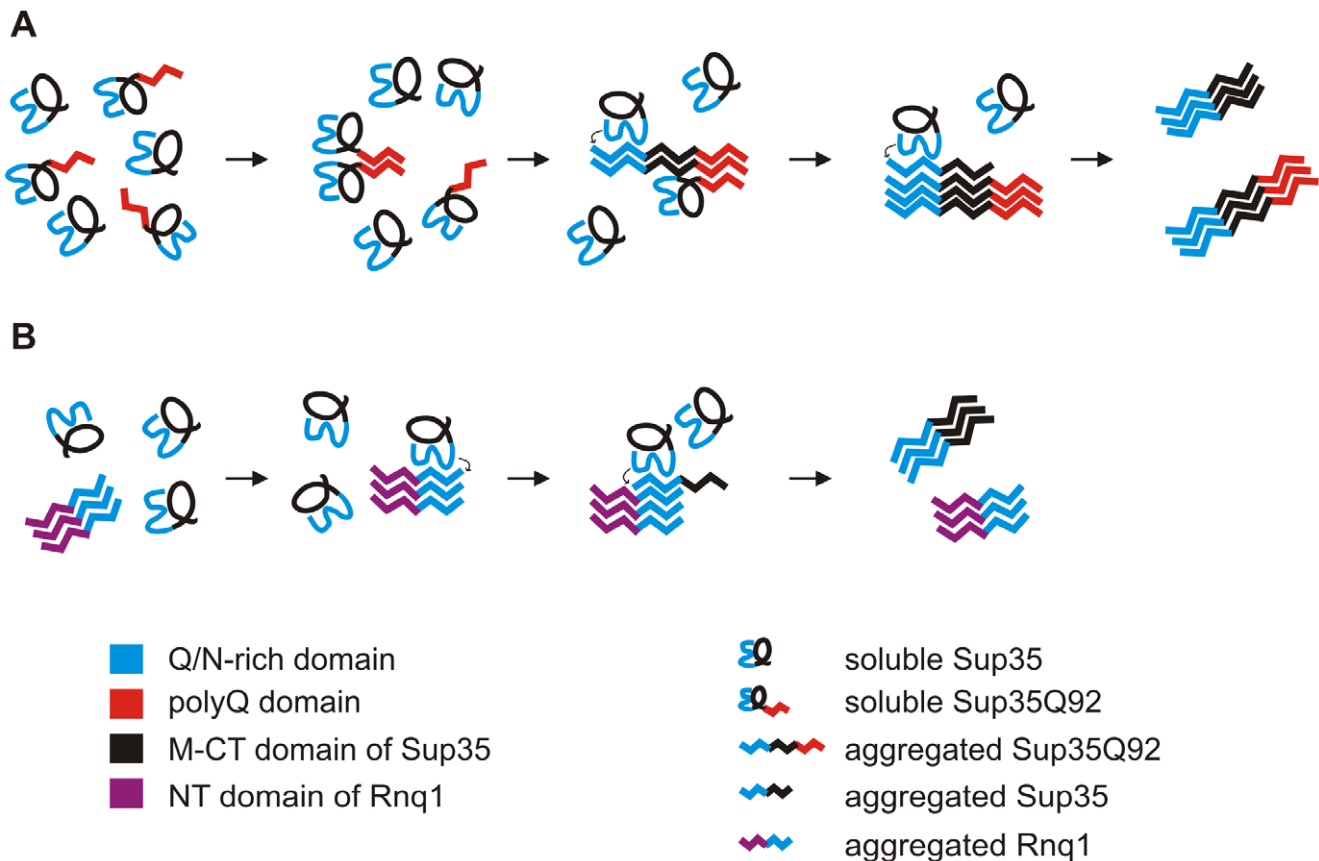 A
B
Q/N-rich domain
polyQ domain
M-CT domain of Sup35
NT domain of Rnq1
soluble Sup35
soluble Sup35Q92
aggregated Sup35Q92
aggregated Sup35
aggregated Rnq1